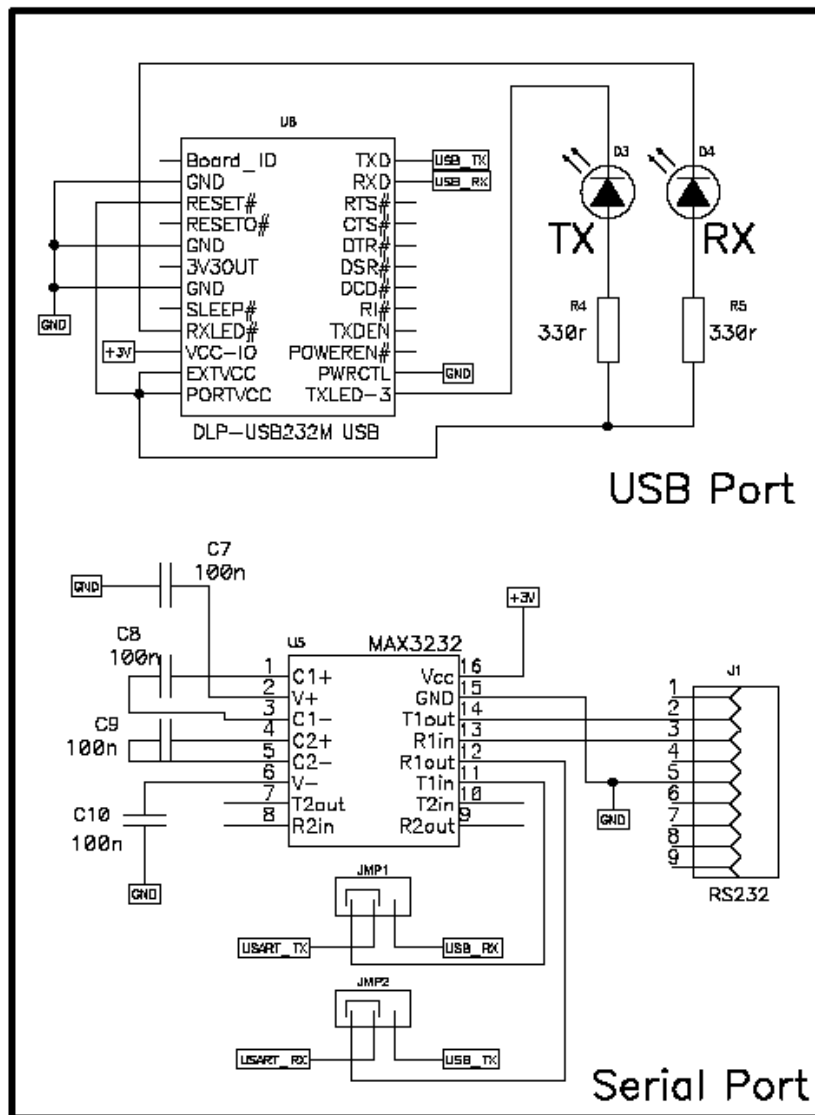 U6
Board_ID TXD USB_TX
GND RXD USB_RX
RESET# RTS#
RESETO# CTS#
GND DTR#
3V3OUT DSR#
GND DCD#
SLEEP# RI#
RXLED# TXDEN
+3V VCC-IO POWEREN#
EXTVCC PWRCTL GND
PORTVCC TXLED-3
GND
DLP-USB232M USB
D3 D4
TX RX
R4 R5
330r 330r
USB Port
C7
100n
GND
C8
100n
C9
100n
C10
100n
GND
+3V
U5 MAX3232
1 C1+ Vcc 16
2 V+ GND 15
3 C1- T1out 14
4 C2+ R1in 13
5 C2- R1out 12
6 V- T1in 11
7 T2out T2in 10
8 R2in R2out 9
J1
1
2
3
4
5
6
7
8
9
GND
RS232
JMP1
USART_TX USB_RX
JMP2
USART_RX USB_TX
Serial Port